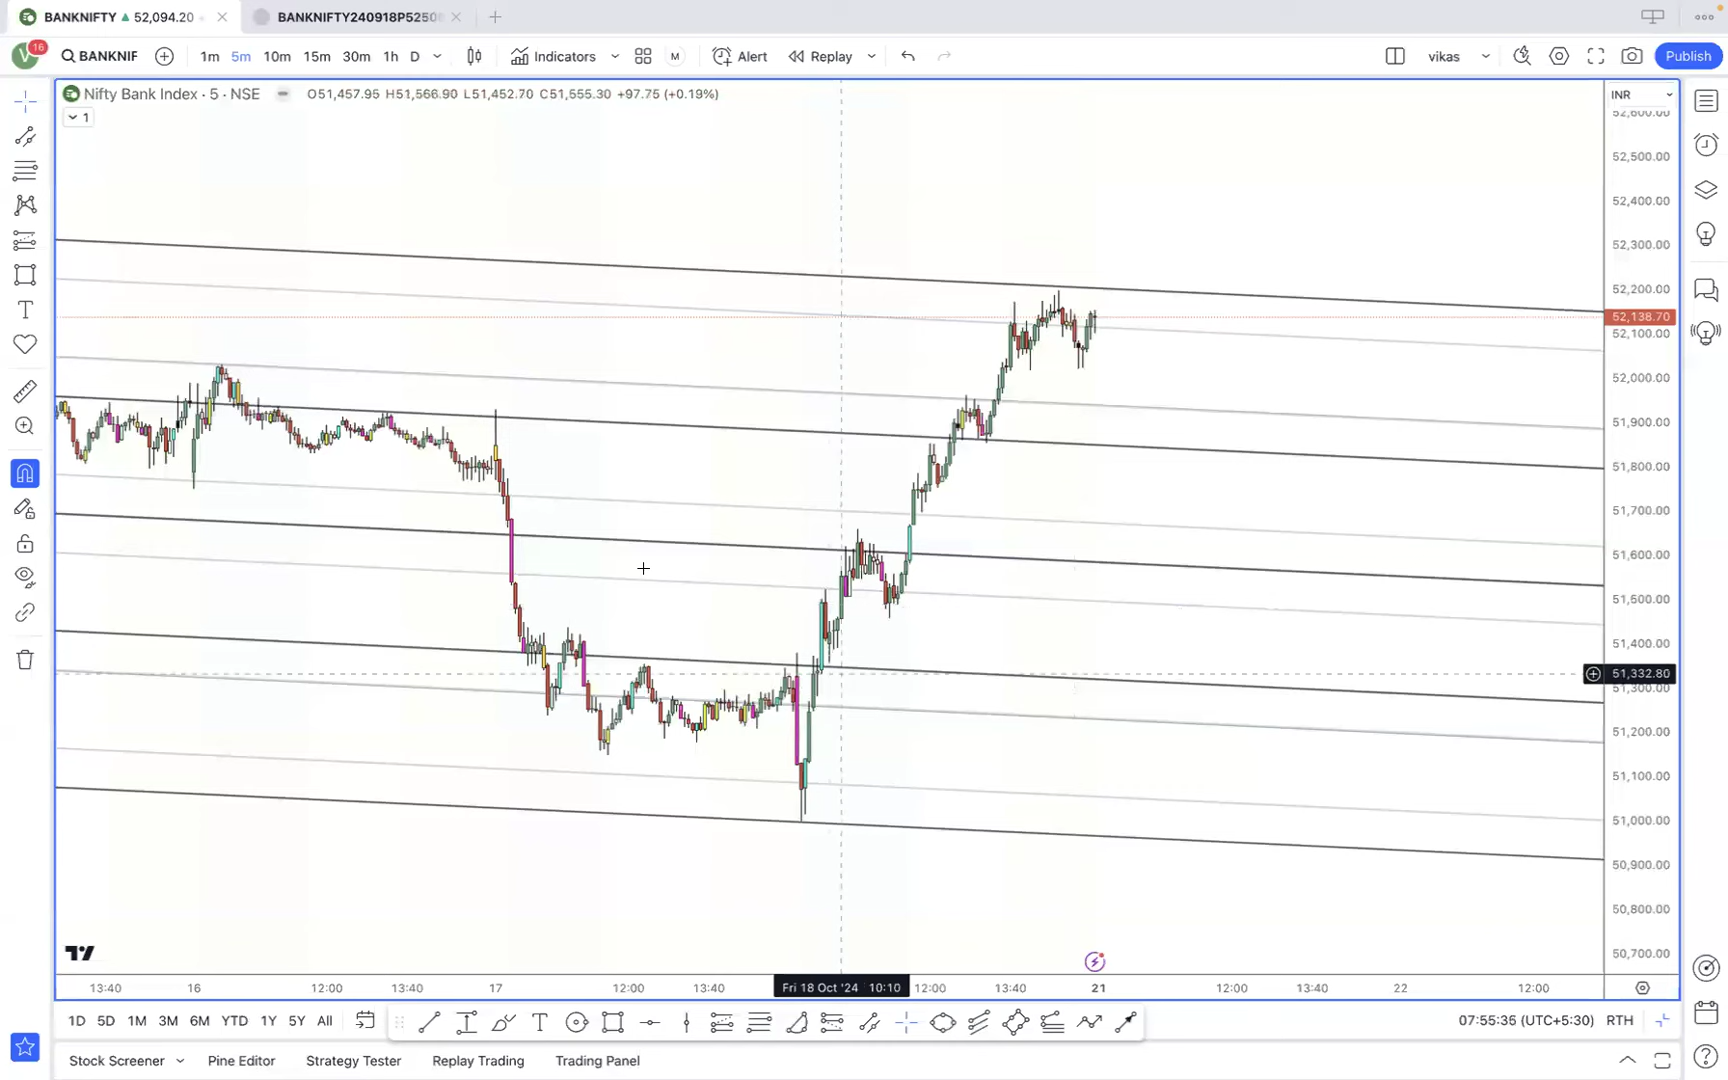 BANKNIFTY ▲ 52,094.20
BANKNIFTY240918P5250
V 16 BANKNIF 1m 5m 10m 15m 30m 1h D Indicators M Alert Replay vikas Publish
Nifty Bank Index · 5 · NSE O51,457.95 H51,566.90 L51,452.70 C51,555.30 +97.75 (+0.19%)
1
INR
52,600.00
52,500.00
52,400.00
52,300.00
52,200.00
52,138.70
52,100.00
52,000.00
51,900.00
51,800.00
51,700.00
51,600.00
51,500.00
51,400.00
51,332.80
51,300.00
51,200.00
51,100.00
51,000.00
50,900.00
50,800.00
50,700.00
13:40 16 12:00 13:40 17 12:00 13:40 Fri 18 Oct '24 10:10 12:00 13:40 21 12:00 13:40 22 12:00
1D 5D 1M 3M 6M YTD 1Y 5Y All 07:55:35 (UTC+5:30) RTH
Stock Screener Pine Editor Strategy Tester Replay Trading Trading Panel